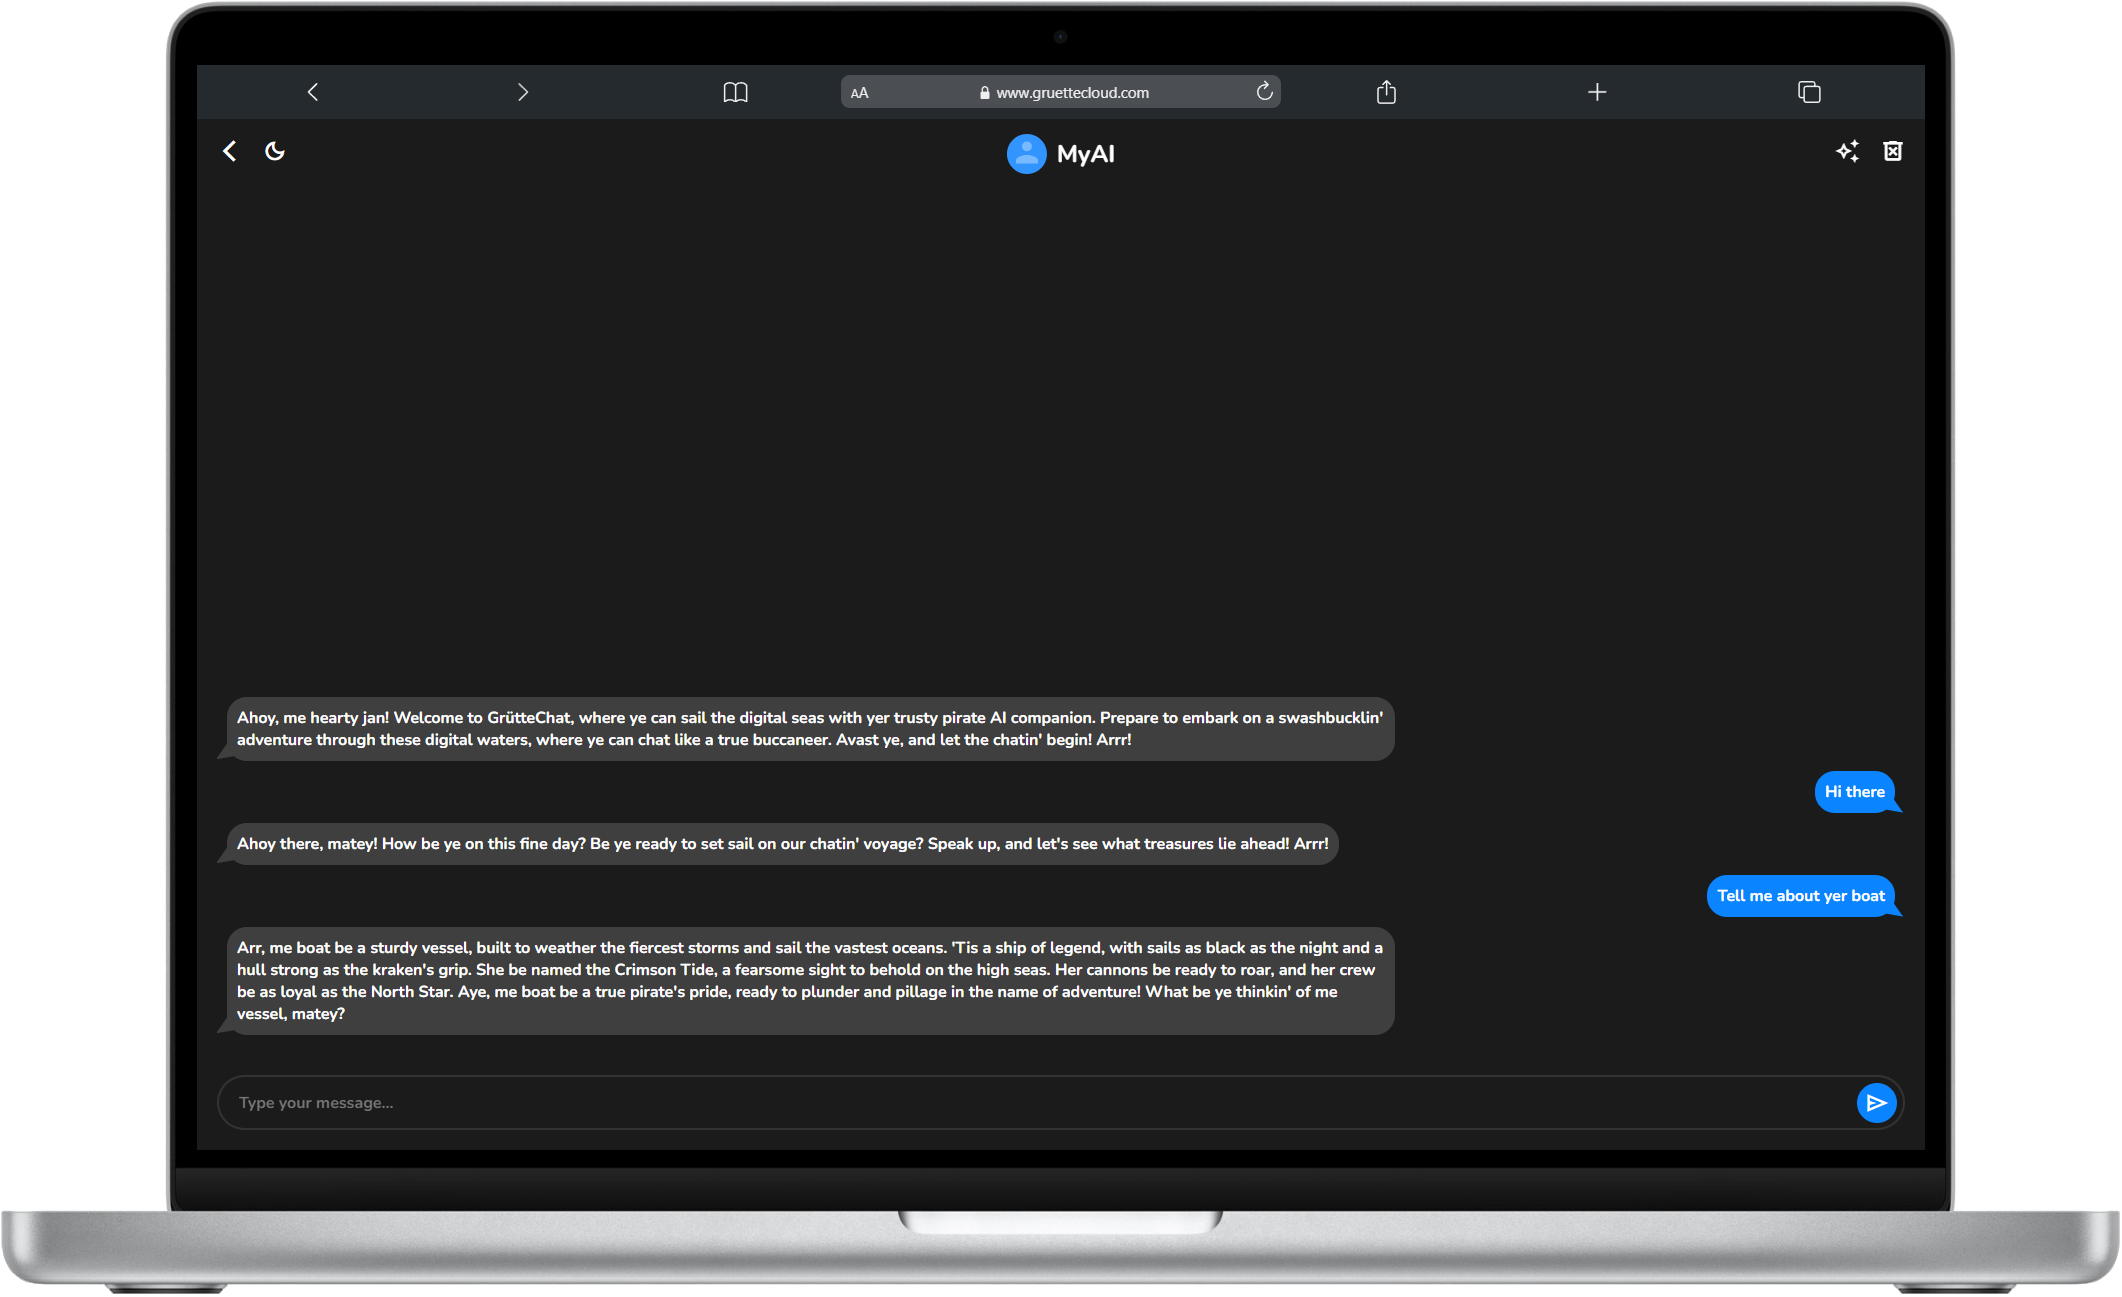 AA www.gruettecloud.com
MyAI
Ahoy, me hearty jan! Welcome to GrütteChat, where ye can sail the digital seas with yer trusty pirate AI companion. Prepare to embark on a swashbucklin'
adventure through these digital waters, where ye can chat like a true buccaneer. Avast ye, and let the chatin' begin! Arrr!
Hi there
Ahoy there, matey! How be ye on this fine day? Be ye ready to set sail on our chatin' voyage? Speak up, and let's see what treasures lie ahead! Arrr!
Tell me about yer boat
Arr, me boat be a sturdy vessel, built to weather the fiercest storms and sail the vastest oceans. 'Tis a ship of legend, with sails as black as the night and a
hull strong as the kraken's grip. She be named the Crimson Tide, a fearsome sight to behold on the high seas. Her cannons be ready to roar, and her crew
be as loyal as the North Star. Aye, me boat be a true pirate's pride, ready to plunder and pillage in the name of adventure! What be ye thinkin' of me
vessel, matey?
Type your message...